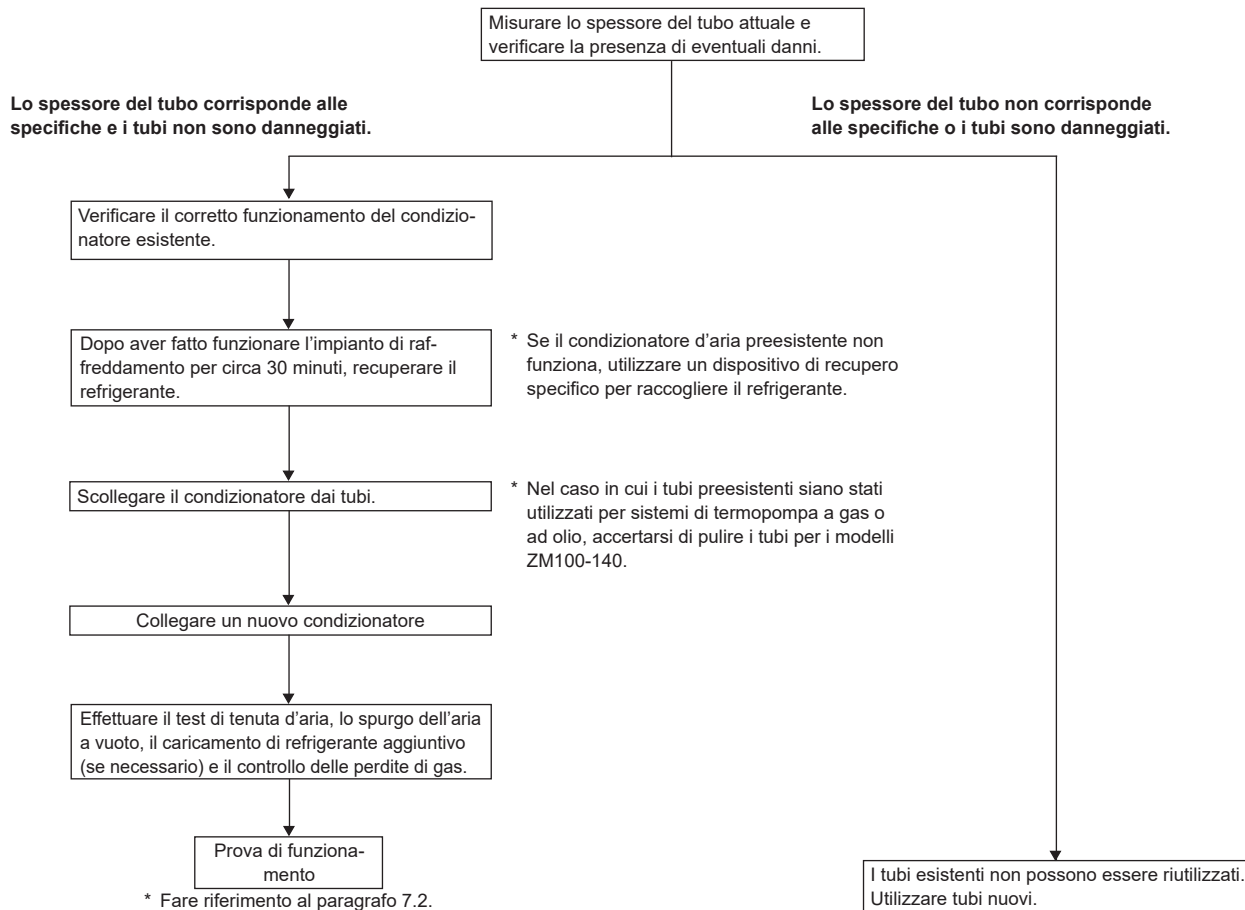 Misurare lo spessore del tubo attuale e
verificare la presenza di eventuali danni.
Lo spessore del tubo corrisponde alle
specifiche e i tubi non sono danneggiati.
Lo spessore del tubo non corrisponde
alle specifiche o i tubi sono danneggiati.
Verificare il corretto funzionamento del condizio-
natore esistente.
Dopo aver fatto funzionare l'impianto di raf-
freddamento per circa 30 minuti, recuperare il
refrigerante.
* Se il condizionatore d'aria preesistente non
funziona, utilizzare un dispositivo di recupero
specifico per raccogliere il refrigerante.
Scollegare il condizionatore dai tubi.
* Nel caso in cui i tubi preesistenti siano stati
utilizzati per sistemi di termopompa a gas o
ad olio, accertarsi di pulire i tubi per i modelli
ZM100-140.
Collegare un nuovo condizionatore
Effettuare il test di tenuta d'aria, lo spurgo dell'aria
a vuoto, il caricamento di refrigerante aggiuntivo
(se necessario) e il controllo delle perdite di gas.
Prova di funziona-
mento
* Fare riferimento al paragrafo 7.2.
I tubi esistenti non possono essere riutilizzati.
Utilizzare tubi nuovi.